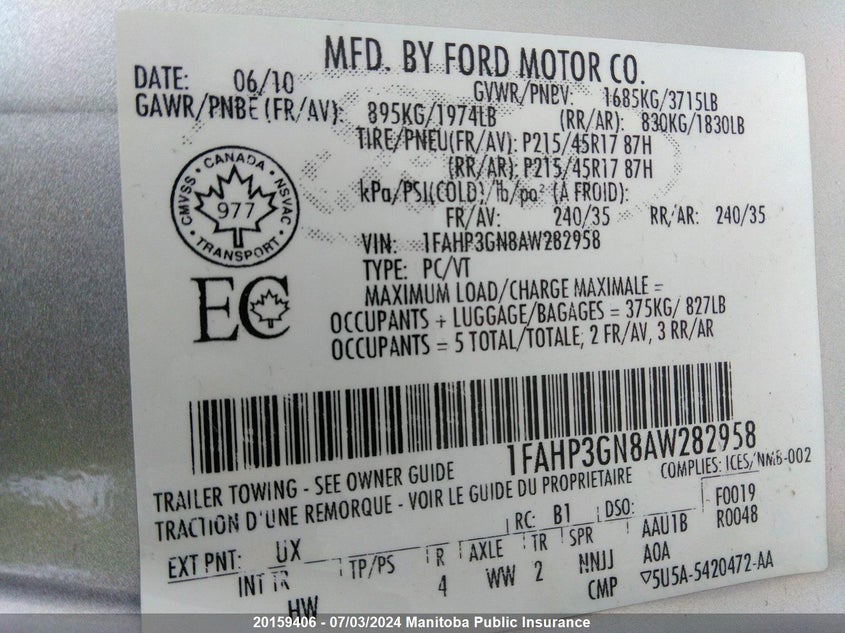 MFD. BY FORD MOTOR CO.
DATE: 06/10 GVWR/PNBV: 1685KG/3715LB
GAWR/PNBE (FR/AV): 895KG/1974LB (RR/AR): 830KG/1830LB
TIRE/PNEU(FR/AV): P215/45R17 87H
(RR/AR): P215/45R17 87H
kPa/PSI(COLD)/lb/po² (A FROID):
FR/AV: 240/35 RR/AR: 240/35
VIN: 1FAHP3GN8AW282958
TYPE: PC/VT
MAXIMUM LOAD/CHARGE MAXIMALE =
OCCUPANTS + LUGGAGE/BAGAGES = 375KG/ 827LB
OCCUPANTS = 5 TOTAL/TOTALE, 2 FR/AV, 3 RR/AR
CANADA
CMVSS 977 NSVAC
TRANSPORT
EC
1FAHP3GN8AW282958
TRAILER TOWING - SEE OWNER GUIDE COMPLIES: ICES/NMB-002
TRACTION D'UNE REMORQUE - VOIR LE GUIDE DU PROPRIETAIRE
EXT PNT: UX RC: B1 DSO: F0019
INT TR TP/PS R AXLE TR SPR AAU1B R0048
HW 4 WW 2 NNJJ AOA
CMP ▽5U5A-5420472-AA
20159406 - 07/03/2024 Manitoba Public Insurance